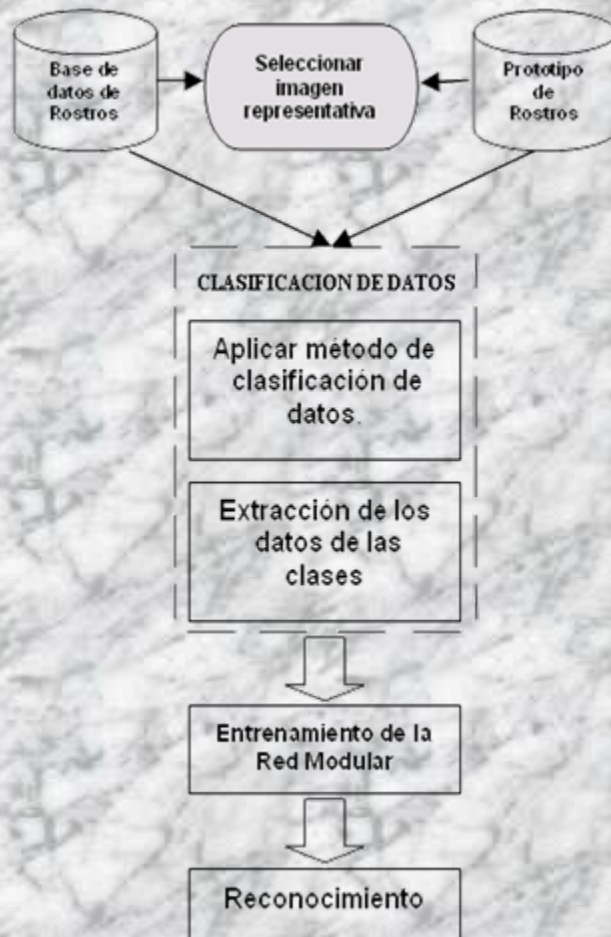 Base de
datos de
Rostros
Seleccionar
imagen
representativa
Prototipo
de
Rostros
CLASIFICACION DE DATOS
Aplicar método de
clasificación de
datos.
Extracción de los
datos de las
clases
Entrenamiento de la
Red Modular
Reconocimiento